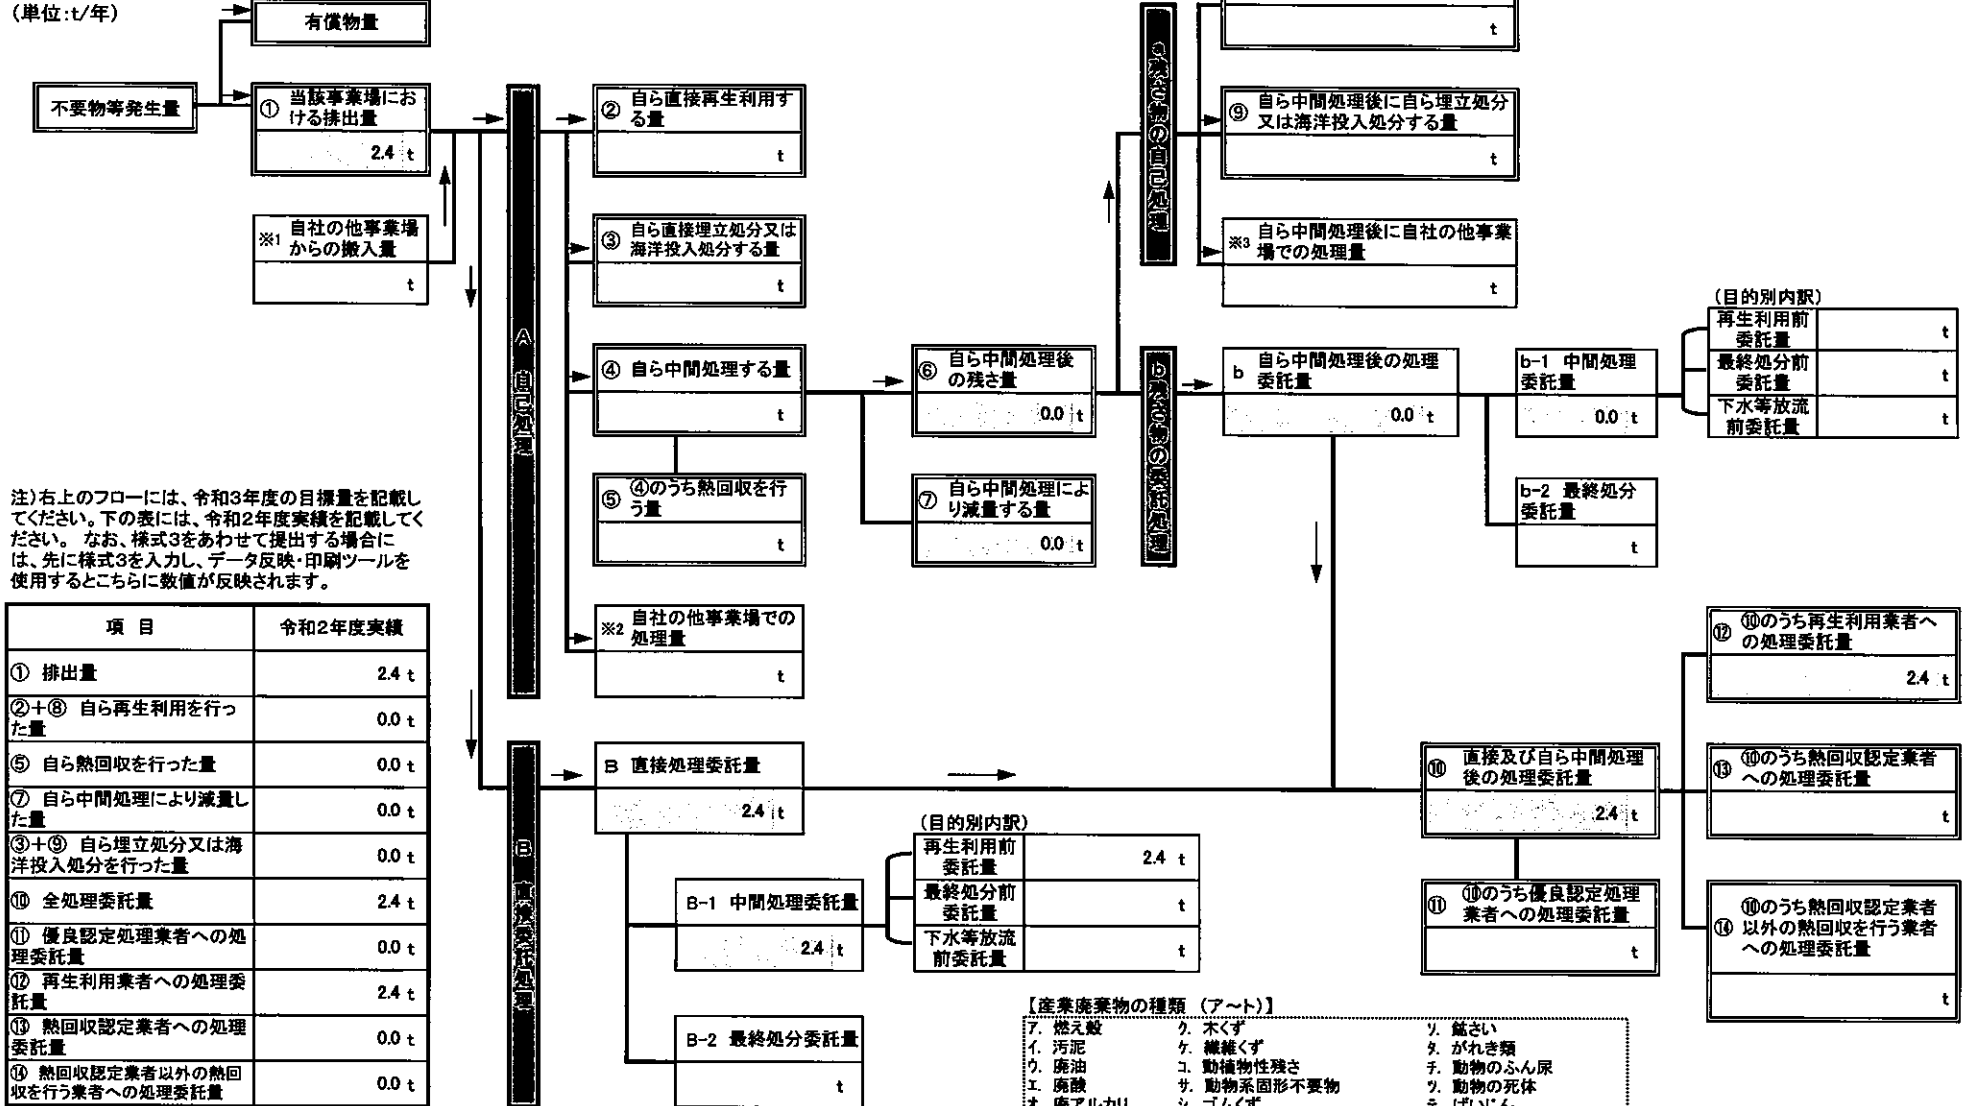 (単位:t/年)
有償物量
不要物等発生量
① 当該事業場にお
ける排出量
2.4 t
※1 自社の他事業場
からの搬入量
t
A 自己処理
② 自ら直接再生利用す
る量
t
③ 自ら直接埋立処分又は
海洋投入処分する量
t
④ 自ら中間処理する量
t
⑤ ④のうち熱回収を行
う量
t
※2 自社の他事業場での
処理量
t
⑥ 自ら中間処理後
の残さ量
0.0 t
⑦ 自ら中間処理によ
り減量する量
0.0 t
a 残さ物の自己処理
t
⑨ 自ら中間処理後に自ら埋立処分
又は海洋投入処分する量
t
※3 自ら中間処理後に自社の他事業
場での処理量
t
b 残さ物の委託処理
b 自ら中間処理後の処理
委託量
0.0 t
b-1 中間処理
委託量
0.0 t
b-2 最終処分
委託量
t
(目的別内訳)
再生利用前
委託量
t
最終処分前
委託量
t
下水等放流
前委託量
t
注)右上のフローには、令和3年度の目標量を記載し
てください。下の表には、令和2年度実績を記載してく
ださい。 なお、様式3をあわせて提出する場合に
は、先に様式3を入力し、データ反映・印刷ツールを
使用するとこちらに数値が反映されます。
項 目 令和2年度実績
① 排出量 2.4 t
②+⑧ 自ら再生利用を行っ
た量 0.0 t
⑤ 自ら熱回収を行った量 0.0 t
⑦ 自ら中間処理により減量し
た量 0.0 t
③+⑨ 自ら埋立処分又は海
洋投入処分を行った量 0.0 t
⑩ 全処理委託量 2.4 t
⑪ 優良認定処理業者への処
理委託量 0.0 t
⑫ 再生利用業者への処理委
託量 2.4 t
⑬ 熱回収認定業者への処理
委託量 0.0 t
⑭ 熱回収認定業者以外の熱回
収を行う業者への処理委託量 0.0 t
B 直接委託処理
B 直接処理委託量
2.4 t
B-1 中間処理委託量
2.4 t
B-2 最終処分委託量
t
(目的別内訳)
再生利用前
委託量
2.4 t
最終処分前
委託量
t
下水等放流
前委託量
t
⑩ 直接及び自ら中間処理
後の処理委託量
2.4 t
⑪ ⑩のうち優良認定処理
業者への処理委託量
t
⑫ ⑩のうち再生利用業者へ
の処理委託量
2.4 t
⑬ ⑩のうち熱回収認定業者
への処理委託量
t
⑭ ⑩のうち熱回収認定業者
以外の熱回収を行う業者
への処理委託量
t
【産業廃棄物の種類 (ア~ト)】
ア. 燃え殻 ク. 木くず ソ. 鉱さい
イ. 汚泥 ケ. 繊維くず タ. がれき類
ウ. 廃油 コ. 動植物性残さ チ. 動物のふん尿
エ. 廃酸 サ. 動物系固形不要物 ツ. 動物の死体
オ. 廃アルカリ シ. ゴムくず テ. ばいじん